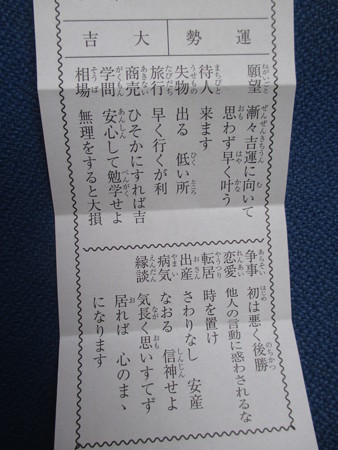 運勢
大吉
願望 漸々吉運に向いて
思わず早く叶う
待人 来ます
失物 出る 低い所
旅行 早く行くが利
商売 ひそかにすれば吉
学問 安心して勉学せよ
相場 無理をすると大損
争事 初は悪く後勝
恋愛 他人の言動に惑わされるな
転居 時を置け
出産 さわりなし 安産
病気 なおる 信神せよ
縁談 気長く思いすてず
居れば 心のまゝ
になります